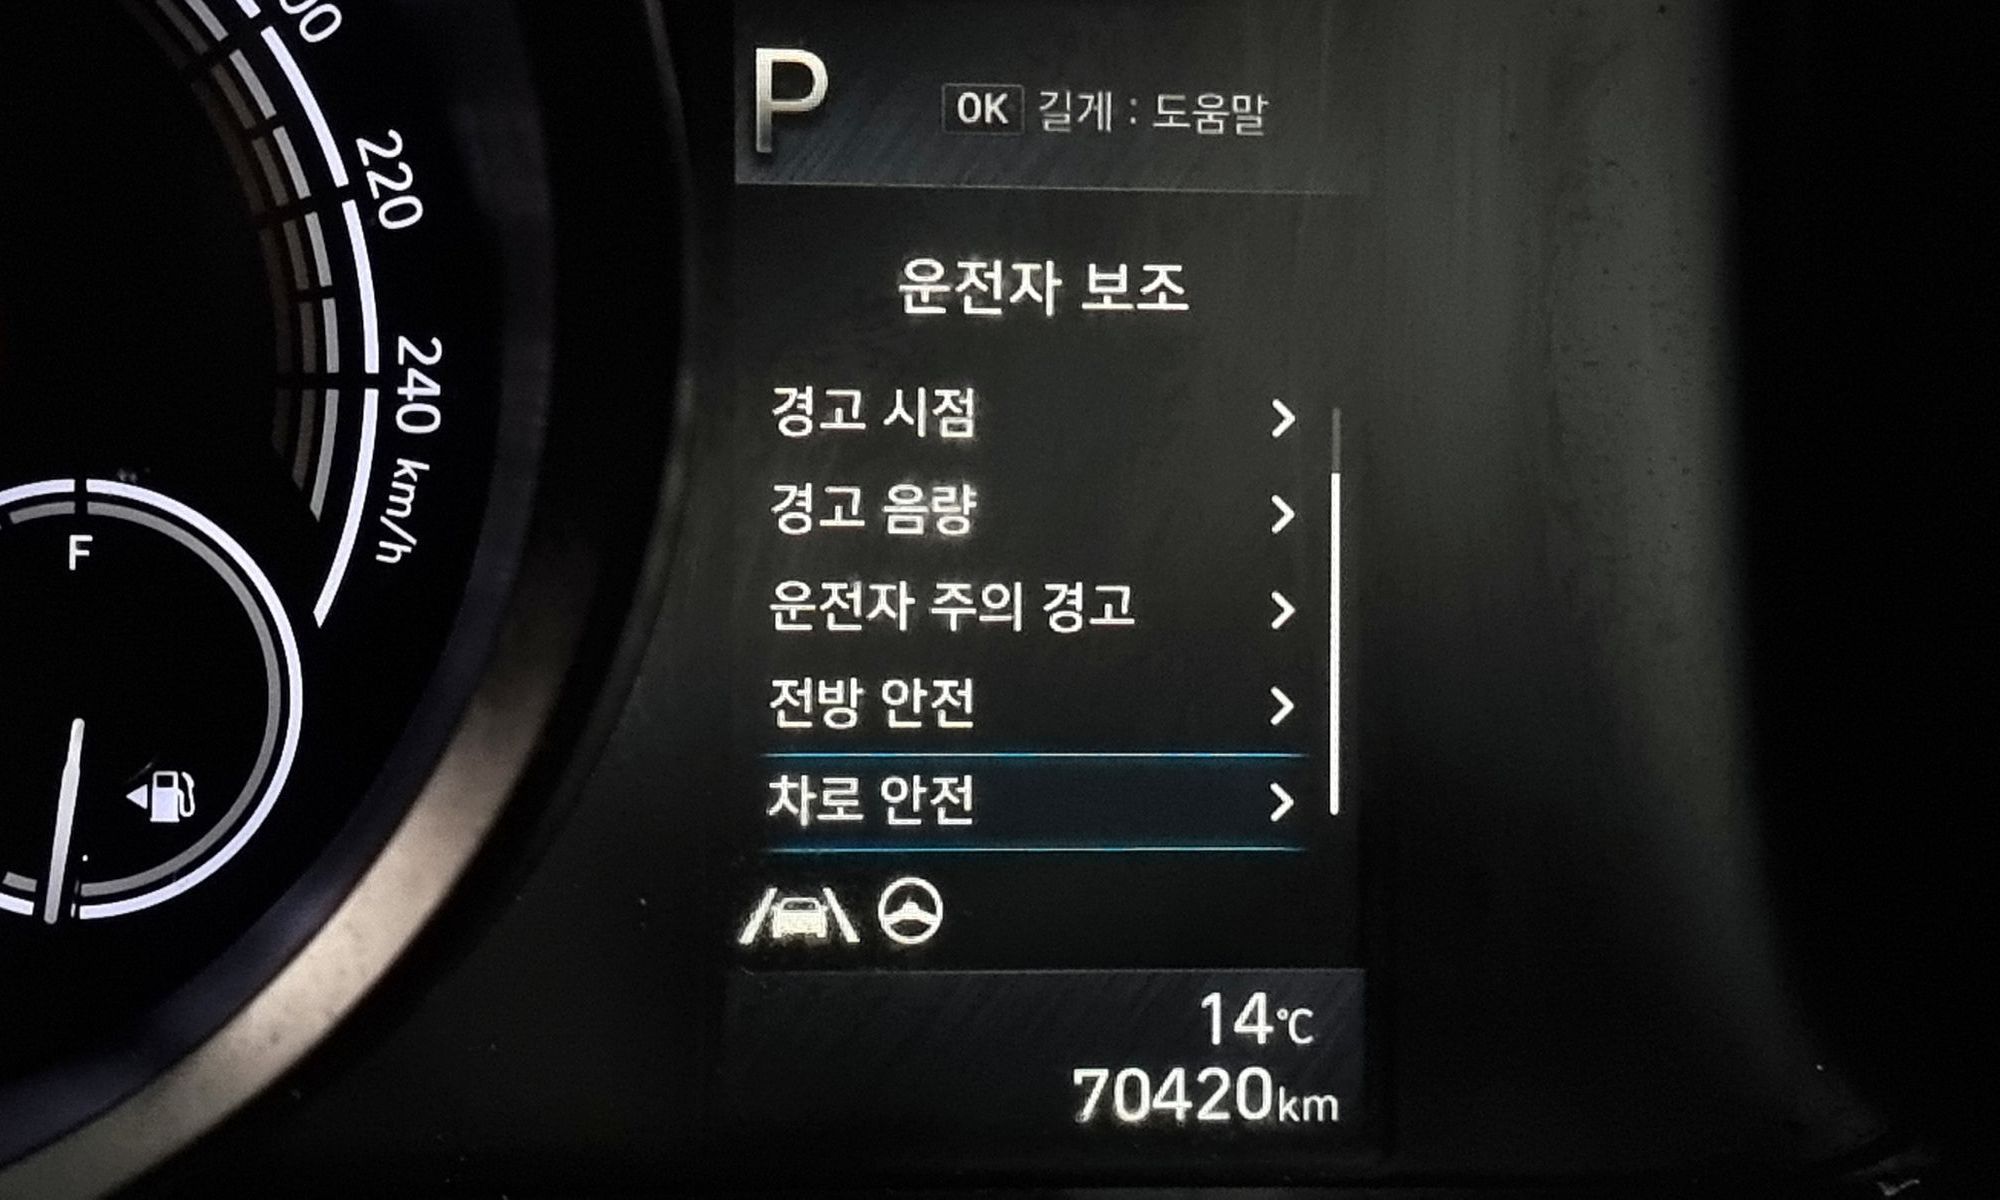 220
240 km/h
F
P
OK 길게 : 도움말
운전자 보조
경고 시점
경고 음량
운전자 주의 경고
전방 안전
차로 안전
14°C
70420km